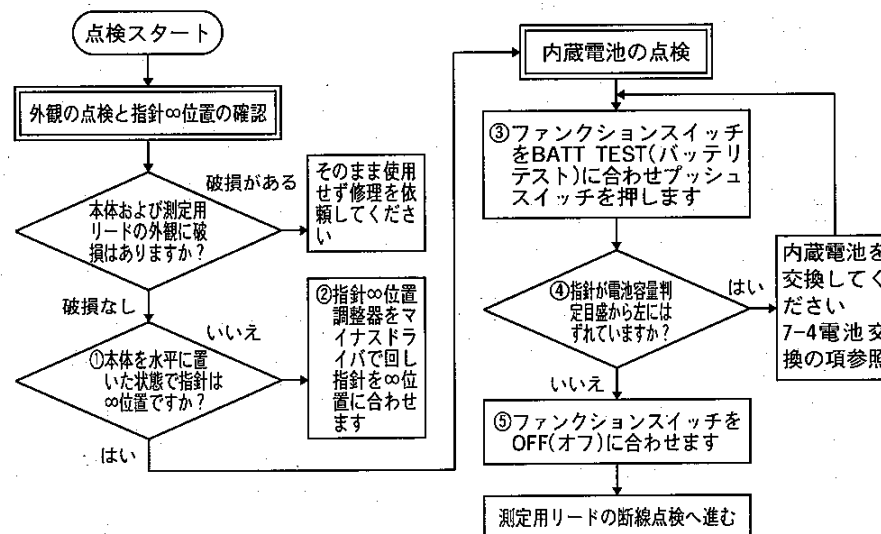 点検スタート
外観の点検と指針∞位置の確認
破損がある
本体および測定用
リードの外観に破
損はありますか？
そのまま使用
せず修理を依
頼してくださ
い
破損なし
いいえ
①本体を水平に置
いた状態で指針は
∞位置ですか？
②指針∞位置
調整器をマ
イナスドラ
イバで回し
指針を∞位
置に合わせ
ます
はい
内蔵電池の点検
③ファンクションスイッチ
をBATT TEST(バッテリ
テスト)に合わせプッシュ
スイッチを押します
④指針が電池容量判
定目盛から左には
ずれていますか？
はい
内蔵電池を
交換してく
ださい
7-4電池交
換の項参照
いいえ
⑤ファンクションスイッチを
OFF(オフ)に合わせます
測定用リードの断線点検へ進む